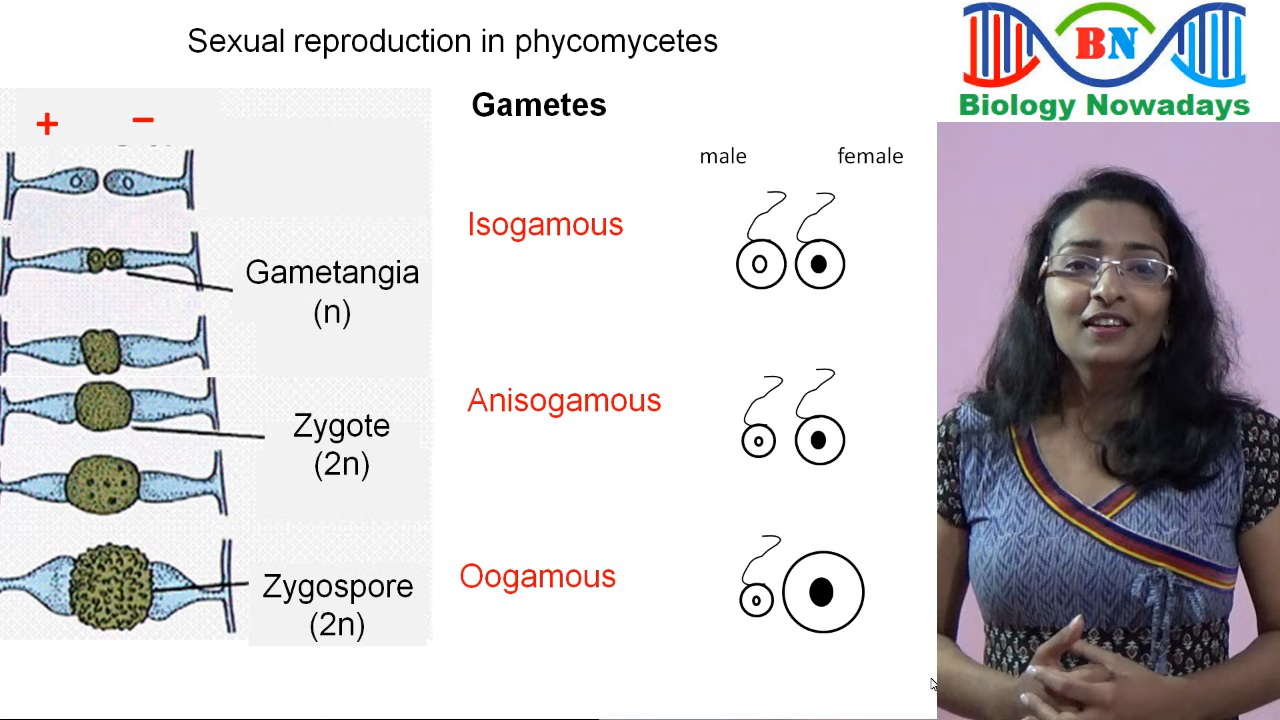 Sexual reproduction in phycomycetes
BN
Biology Nowadays
+ −
Gametangia
(n)
Zygote
(2n)
Zygospore
(2n)
Gametes
male female
Isogamous
Anisogamous
Oogamous